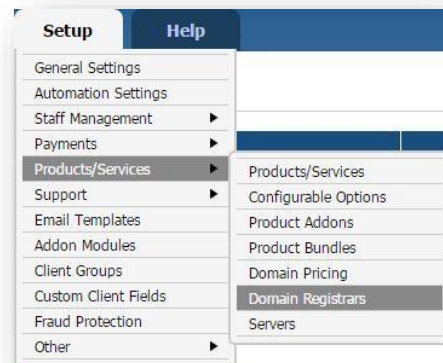 Setup
Help
General Settings
Automation Settings
Staff Management
Payments
Products/Services
Support
Email Templates
Addon Modules
Client Groups
Custom Client Fields
Fraud Protection
Other
Products/Services
Configurable Options
Product Addons
Product Bundles
Domain Pricing
Domain Registrars
Servers